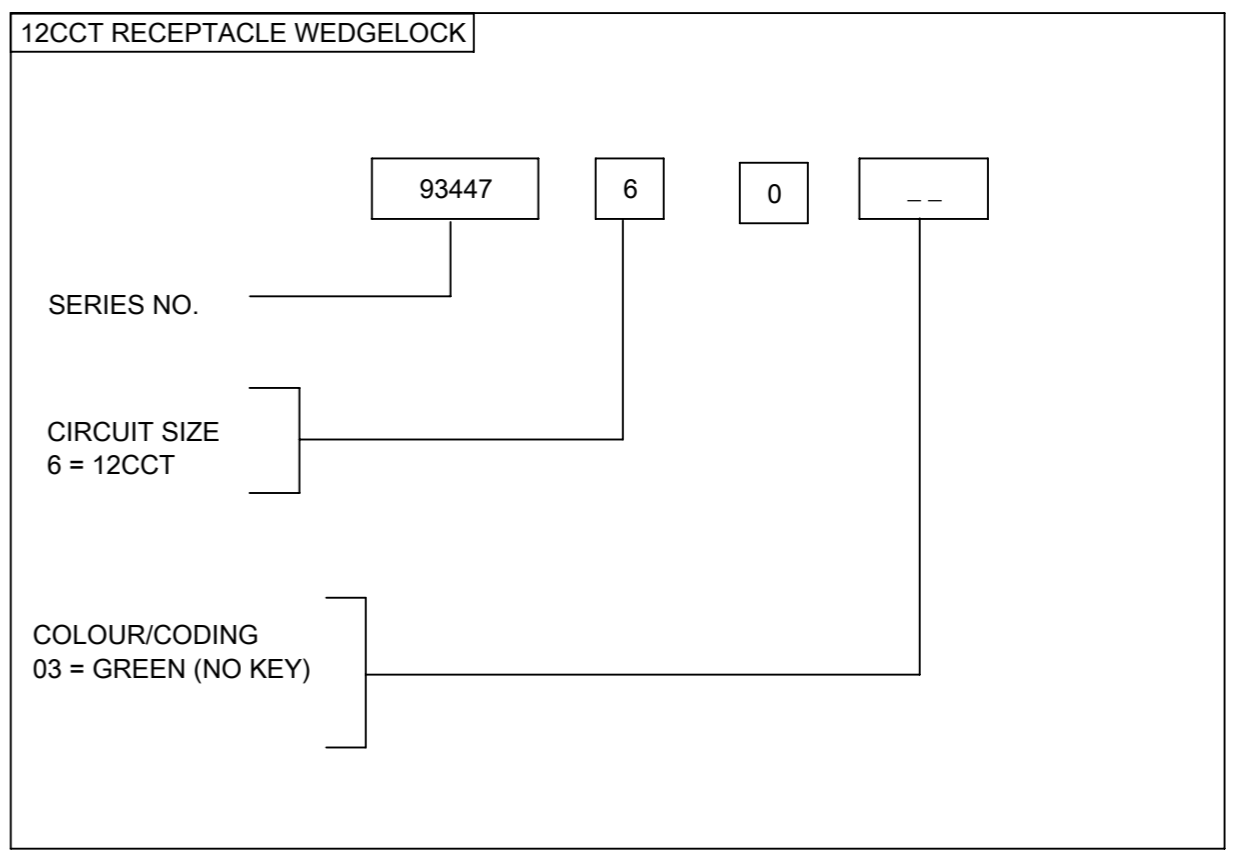 12CCT RECEPTACLE WEDGELOCK
93447 6 0 _ _
SERIES NO.
CIRCUIT SIZE
6 = 12CCT
COLOUR/CODING
03 = GREEN (NO KEY)